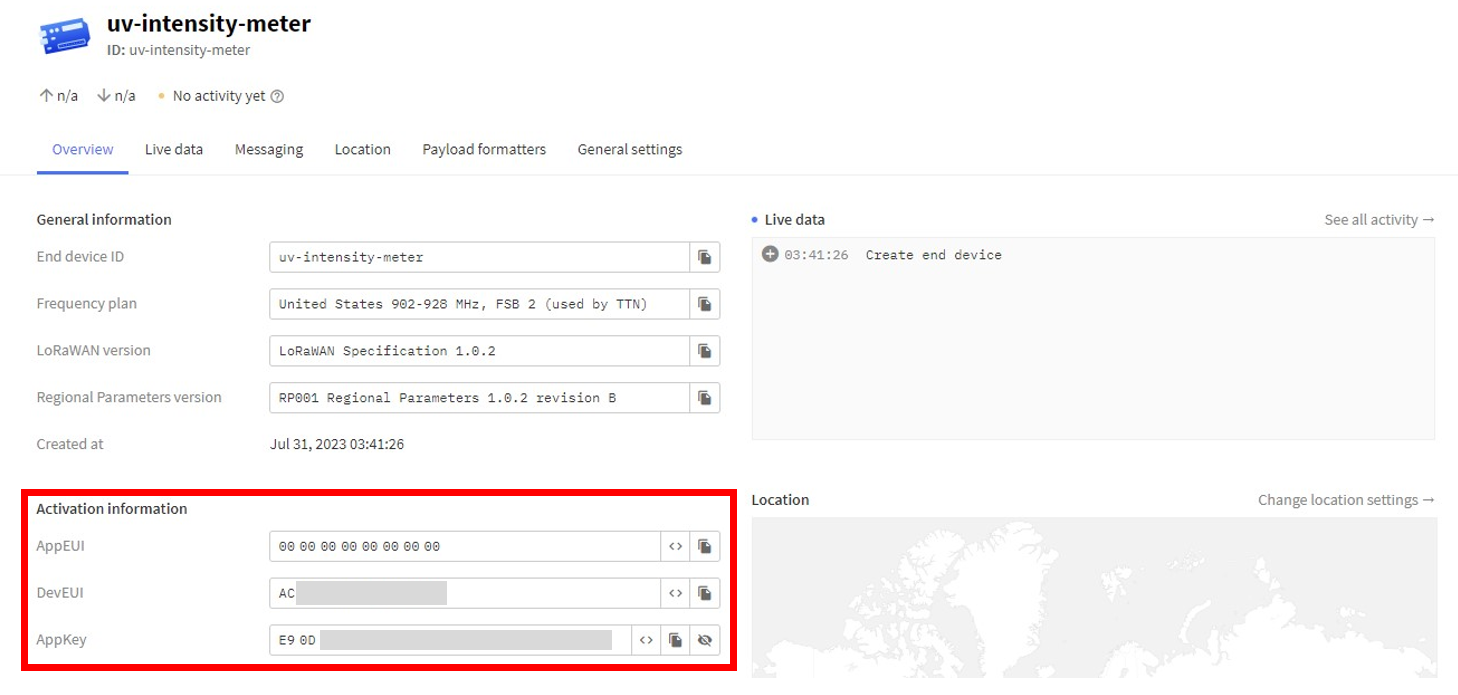 uv-intensity-meter
ID: uv-intensity-meter
n/a n/a No activity yet
Overview Live data Messaging Location Payload formatters General settings
General information
End device ID uv-intensity-meter
Frequency plan United States 902-928 MHz, FSB 2 (used by TTN)
LoRaWAN version LoRaWAN Specification 1.0.2
Regional Parameters version RP001 Regional Parameters 1.0.2 revision B
Created at Jul 31, 2023 03:41:26
Live data See all activity →
03:41:26 Create end device
Activation information
AppEUI 00 00 00 00 00 00 00 00
DevEUI AC
AppKey E9 0D
Location Change location settings →